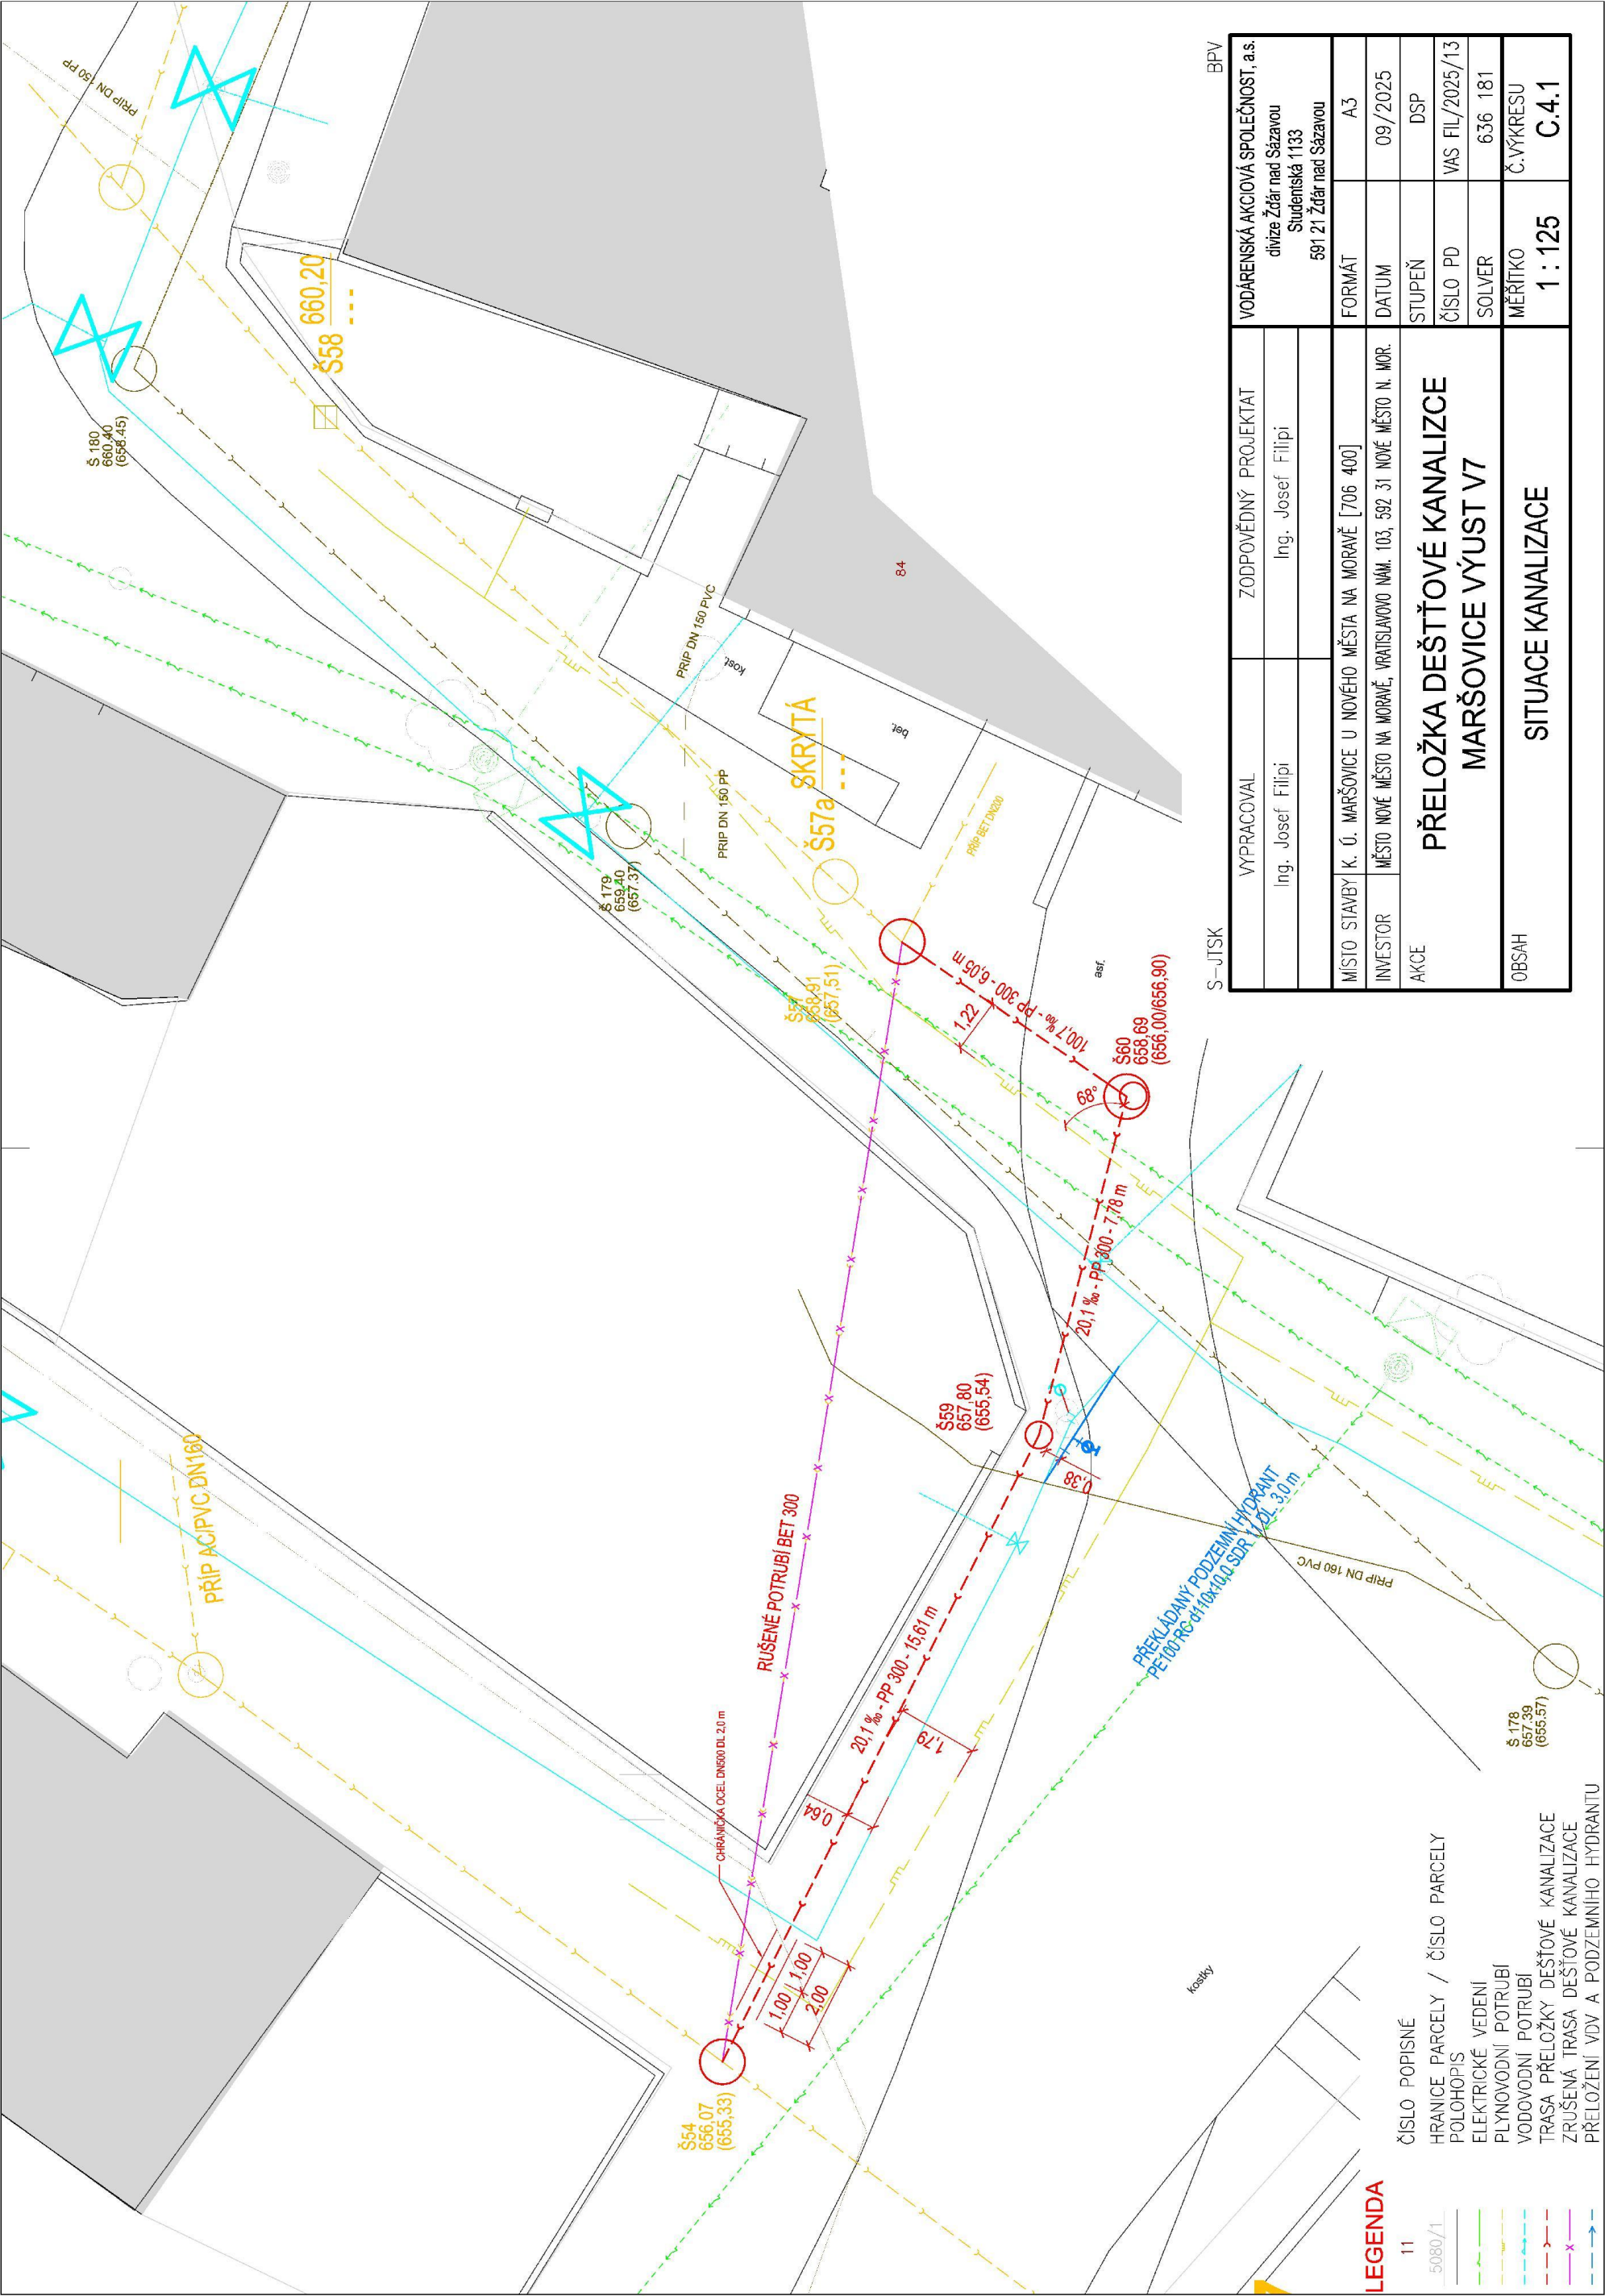 PŘÍP DN 150 PP
Š 180
660.40
(658.45)
Š58 660,20
---
PŘÍP AC/PVC DN160
Š 179
659.40
(657.37)
PŘÍP DN 150 PP
PŘÍP DN 150 PVC
kost.
84
bet.
Š57a SKRYTÁ
---
PŘÍP BET DN200
Š57
658,91
(657,51)
asf.
100,7 ‰ - PP 300 - 6,05 m
1,22
68°
Š60
658,69
(656,00/656,90)
20,1 ‰ - PP 300 - 7,78 m
Š59
657,80
(655,54)
0,38
RUŠENÉ POTRUBÍ BET 300
20,1 ‰ - PP 300 - 15,61 m
1,79
0,64
CHRÁNIČKA OCEL DN500 DL 2,0 m
1,00 1,00
2,00
Š54
656,07
(655,33)
PŘEKLÁDANÝ PODZEMNÍ HYDRANT
PE100 RC d110x10,0 SDR 11 DL. 3,0 m
PŘÍP DN 160 PVC
Š 178
657.39
(655.57)
kostky
LEGENDA
11 ČÍSLO POPISNÉ
5080/1 HRANICE PARCELY / ČÍSLO PARCELY
POLOHOPIS
ELEKTRICKÉ VEDENÍ
PLYNOVODNÍ POTRUBÍ
VODOVODNÍ POTRUBÍ
TRASA PŘELOŽKY DEŠŤOVÉ KANALIZACE
ZRUŠENÁ TRASA DEŠŤOVÉ KANALIZACE
PŘELOŽENÍ VDV A PODZEMNÍHO HYDRANTU
S-JTSK BPV
VYPRACOVAL ZODPOVĚDNÝ PROJEKTAT
Ing. Josef Filipi Ing. Josef Filipi
VODÁRENSKÁ AKCIOVÁ SPOLEČNOST, a.s.
divize Žďár nad Sázavou
Studentská 1133
591 21 Žďár nad Sázavou
MÍSTO STAVBY K. Ú. MARŠOVICE U NOVÉHO MĚSTA NA MORAVĚ [706 400]
INVESTOR MĚSTO NOVÉ MĚSTO NA MORAVĚ, VRATISLAVOVO NÁM. 103, 592 31 NOVÉ MĚSTO N. MOR.
AKCE
PŘELOŽKA DEŠŤOVÉ KANALIZCE
MARŠOVICE VÝUST V7
OBSAH
SITUACE KANALIZACE
FORMÁT A3
DATUM 09/2025
STUPEŇ DSP
ČÍSLO PD VAS FIL/2025/13
SOLVER 636 181
MĚŘÍTKO Č.VÝKRESU
1 : 125 C.4.1